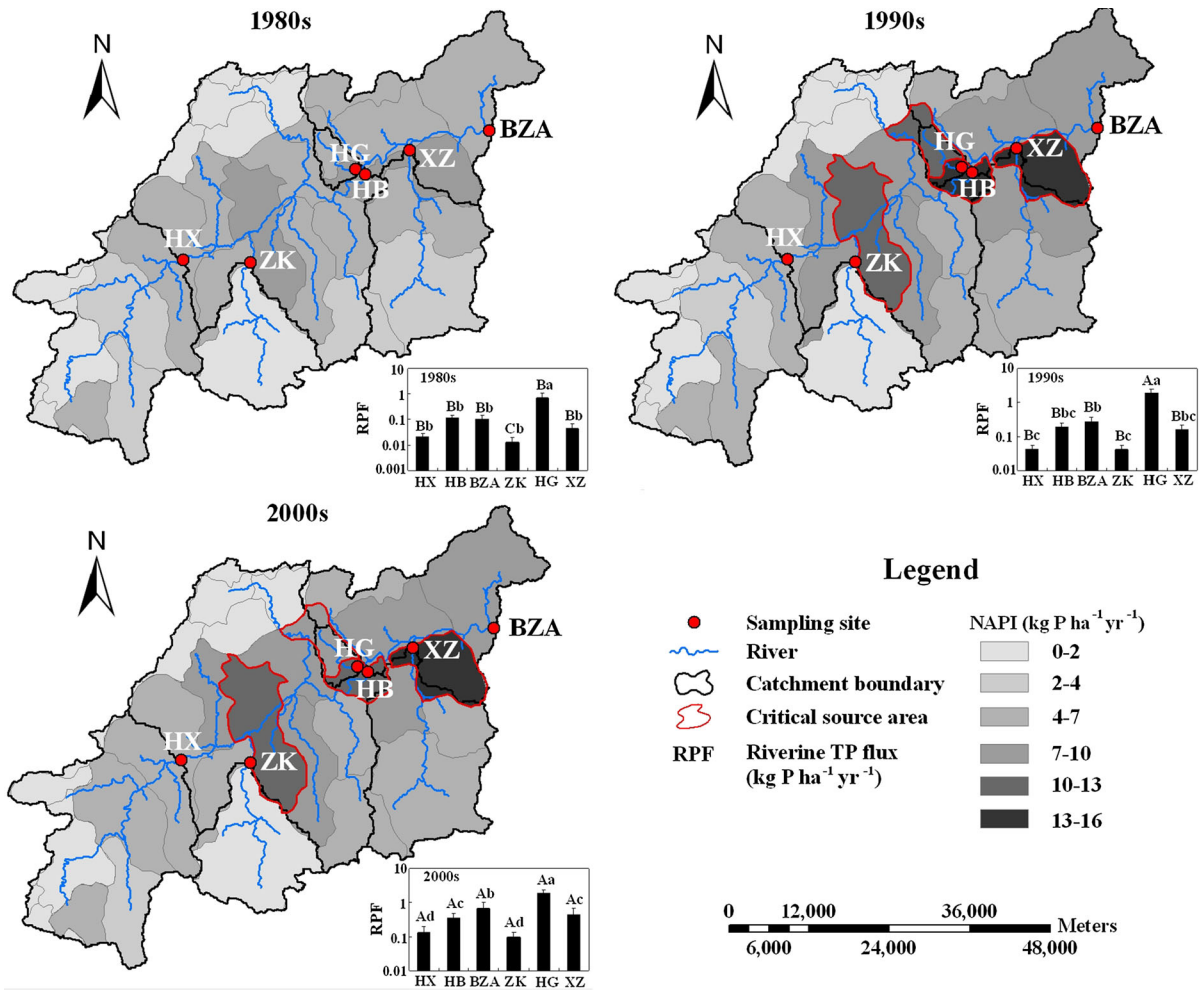 1980s
N
BZA
XZ
HG
HB
HX
ZK
1980s
RPF
10
1
0.1
0.01
0.001
Bb
Bb
Bb
Cb
Ba
Bb
HX HB BZA ZK HG XZ
1990s
N
BZA
XZ
HG
HB
HX
ZK
1990s
RPF
10
1
0.1
0.01
Bc
Bbc
Bb
Bc
Aa
Bbc
HX HB BZA ZK HG XZ
2000s
N
BZA
XZ
HG
HB
HX
ZK
2000s
RPF
10
1
0.1
0.01
Ad
Ac
Ab
Ad
Aa
Ac
HX HB BZA ZK HG XZ
Legend
Sampling site
River
Catchment boundary
Critical source area
RPF Riverine TP flux
(kg P ha⁻¹ yr⁻¹)
NAPI (kg P ha⁻¹ yr⁻¹)
0-2
2-4
4-7
7-10
10-13
13-16
0 12,000 36,000
Meters
6,000 24,000 48,000